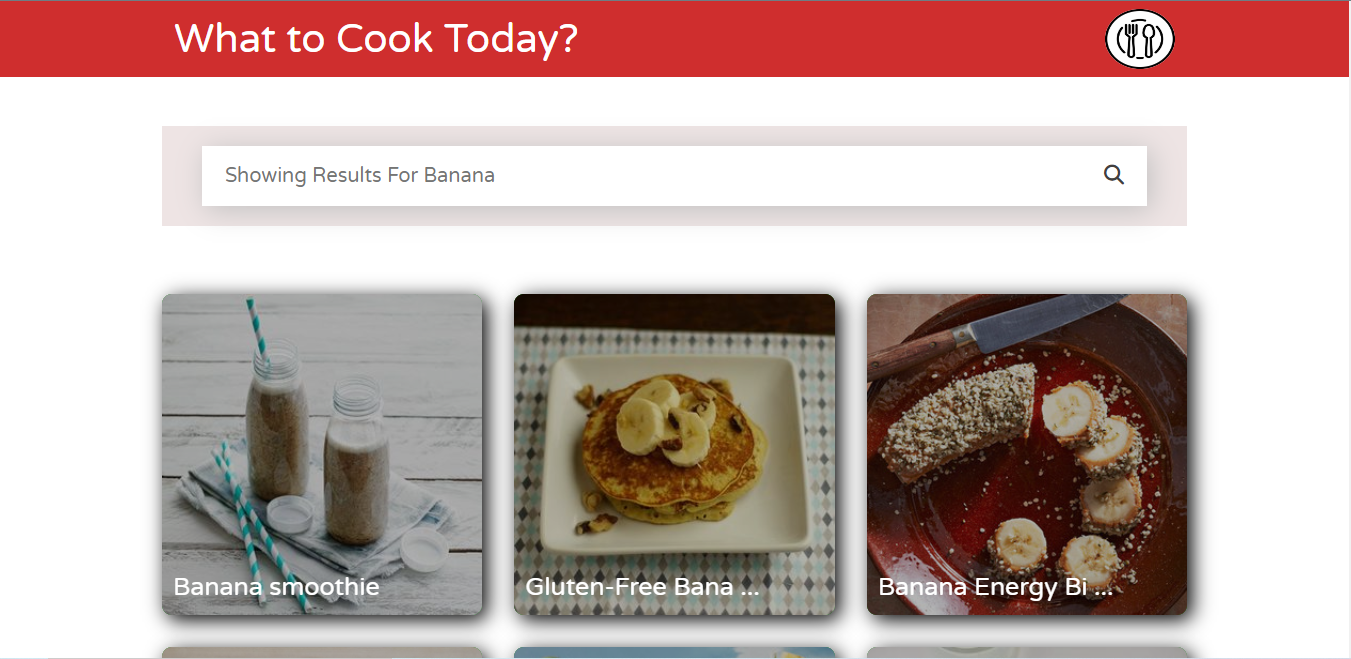 What to Cook Today?
Showing Results For Banana
Banana smoothie
Gluten-Free Bana ...
Banana Energy Bi ...